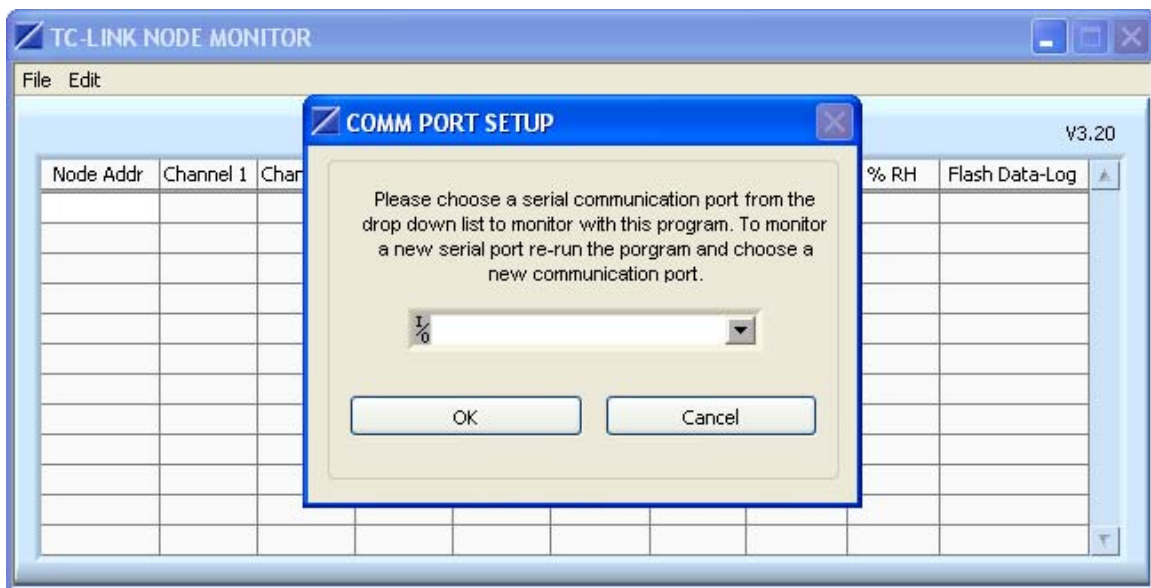 TC-LINK NODE MONITOR
File Edit
COMM PORT SETUP
V3.20
Node Addr Channel 1 Chan % RH Flash Data-Log
Please choose a serial communication port from the
drop down list to monitor with this program. To monitor
a new serial port re-run the porgram and choose a
new communication port.
I/O
OK Cancel